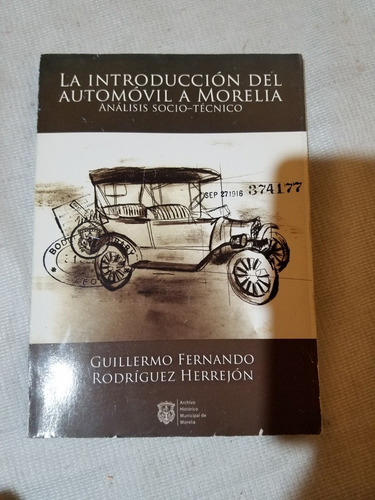 LA INTRODUCCIÓN DEL
AUTOMÓVIL A MORELIA
ANÁLISIS SOCIO-TÉCNICO
SEP 27 1916 374177
BODL
GUILLERMO FERNANDO
RODRÍGUEZ HERREJÓN
Archivo
Histórico
Municipal de
Morelia